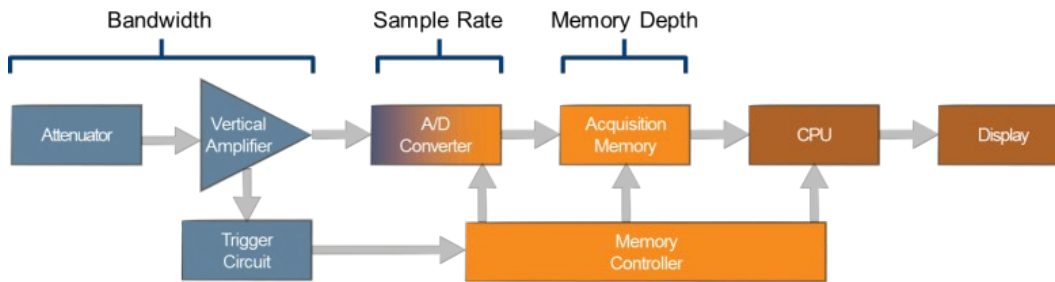 Bandwidth
Sample Rate
Memory Depth
Attenuator
Vertical
Amplifier
A/D
Converter
Acquisition
Memory
CPU
Display
Trigger
Circuit
Memory
Controller